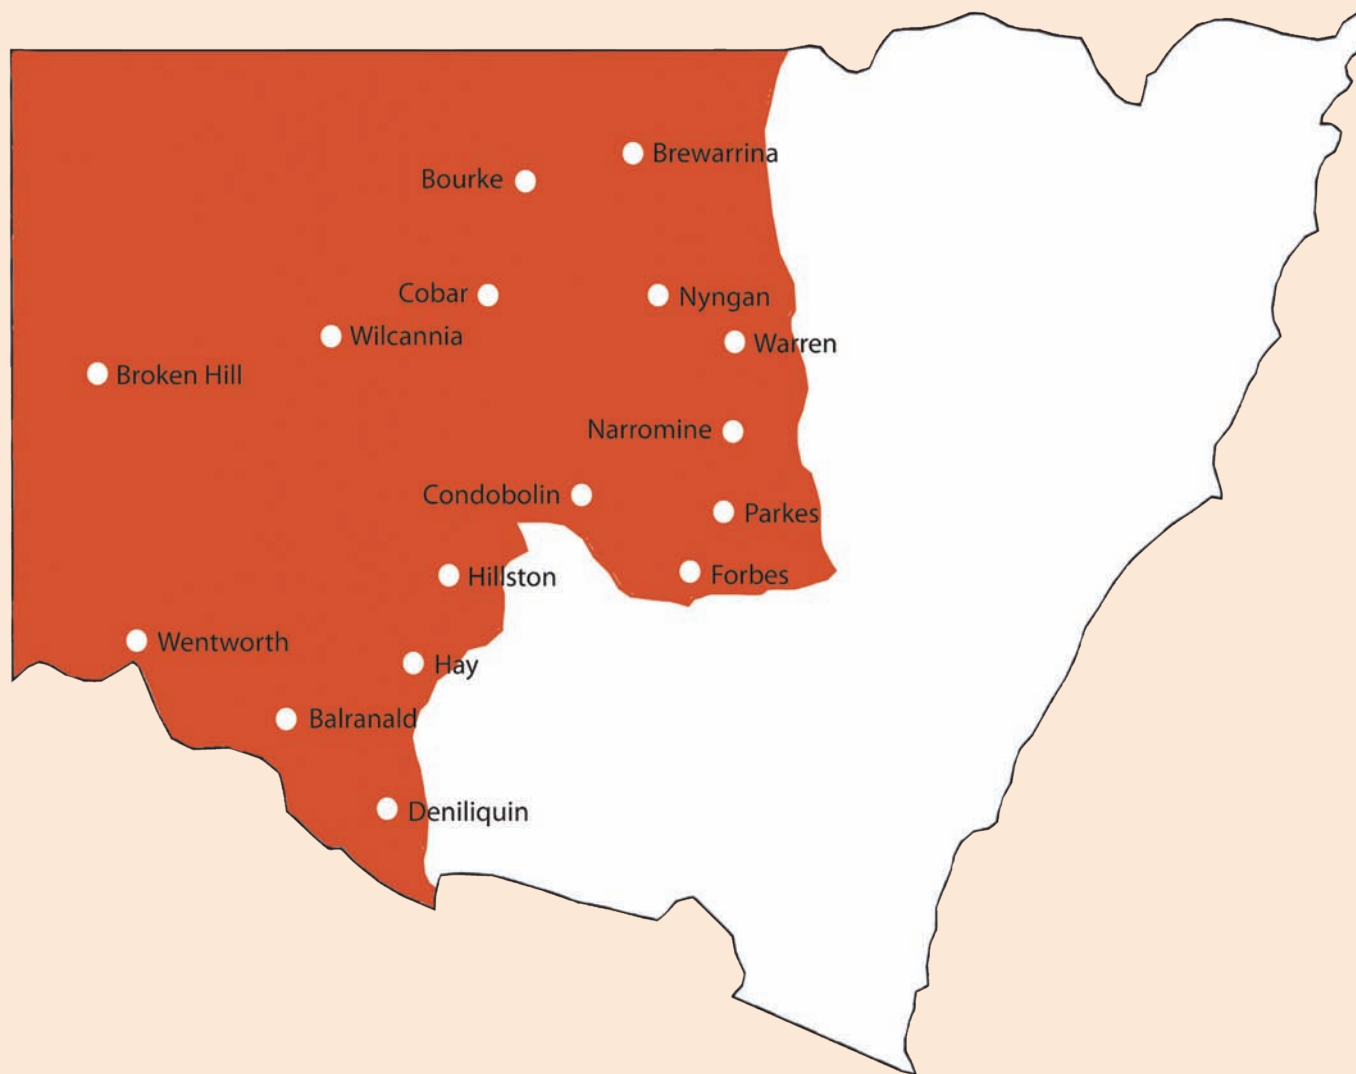 Brewarrina
Bourke
Cobar
Nyngan
Wilcannia
Warren
Broken Hill
Narromine
Condobolin
Parkes
Hillston
Forbes
Wentworth
Hay
Balranald
Deniliquin